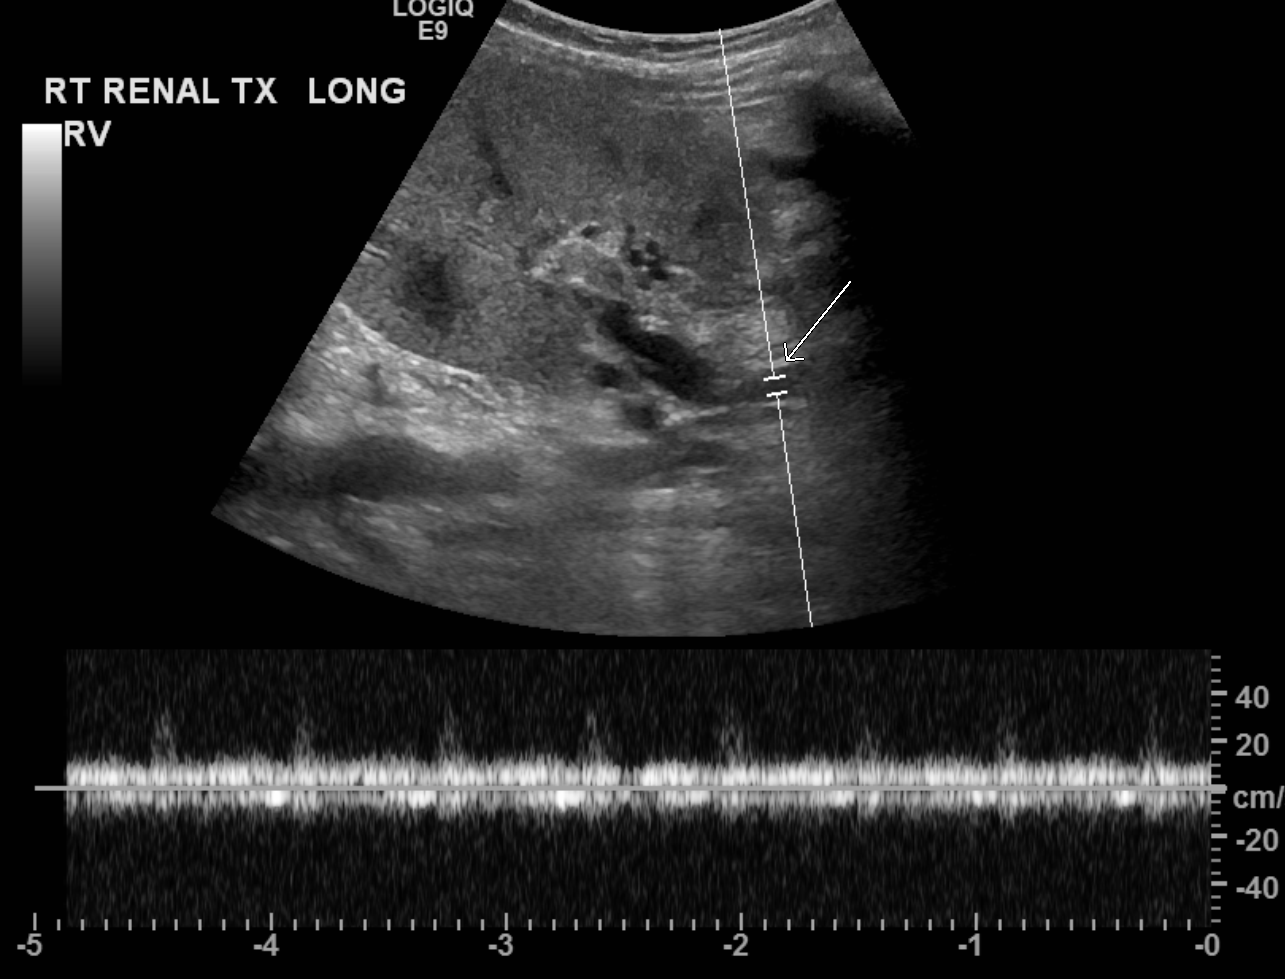 LOGIQ
E9
RT RENAL TX LONG
RV
40
20
cm/
-20
-40
-5 -4 -3 -2 -1 -0